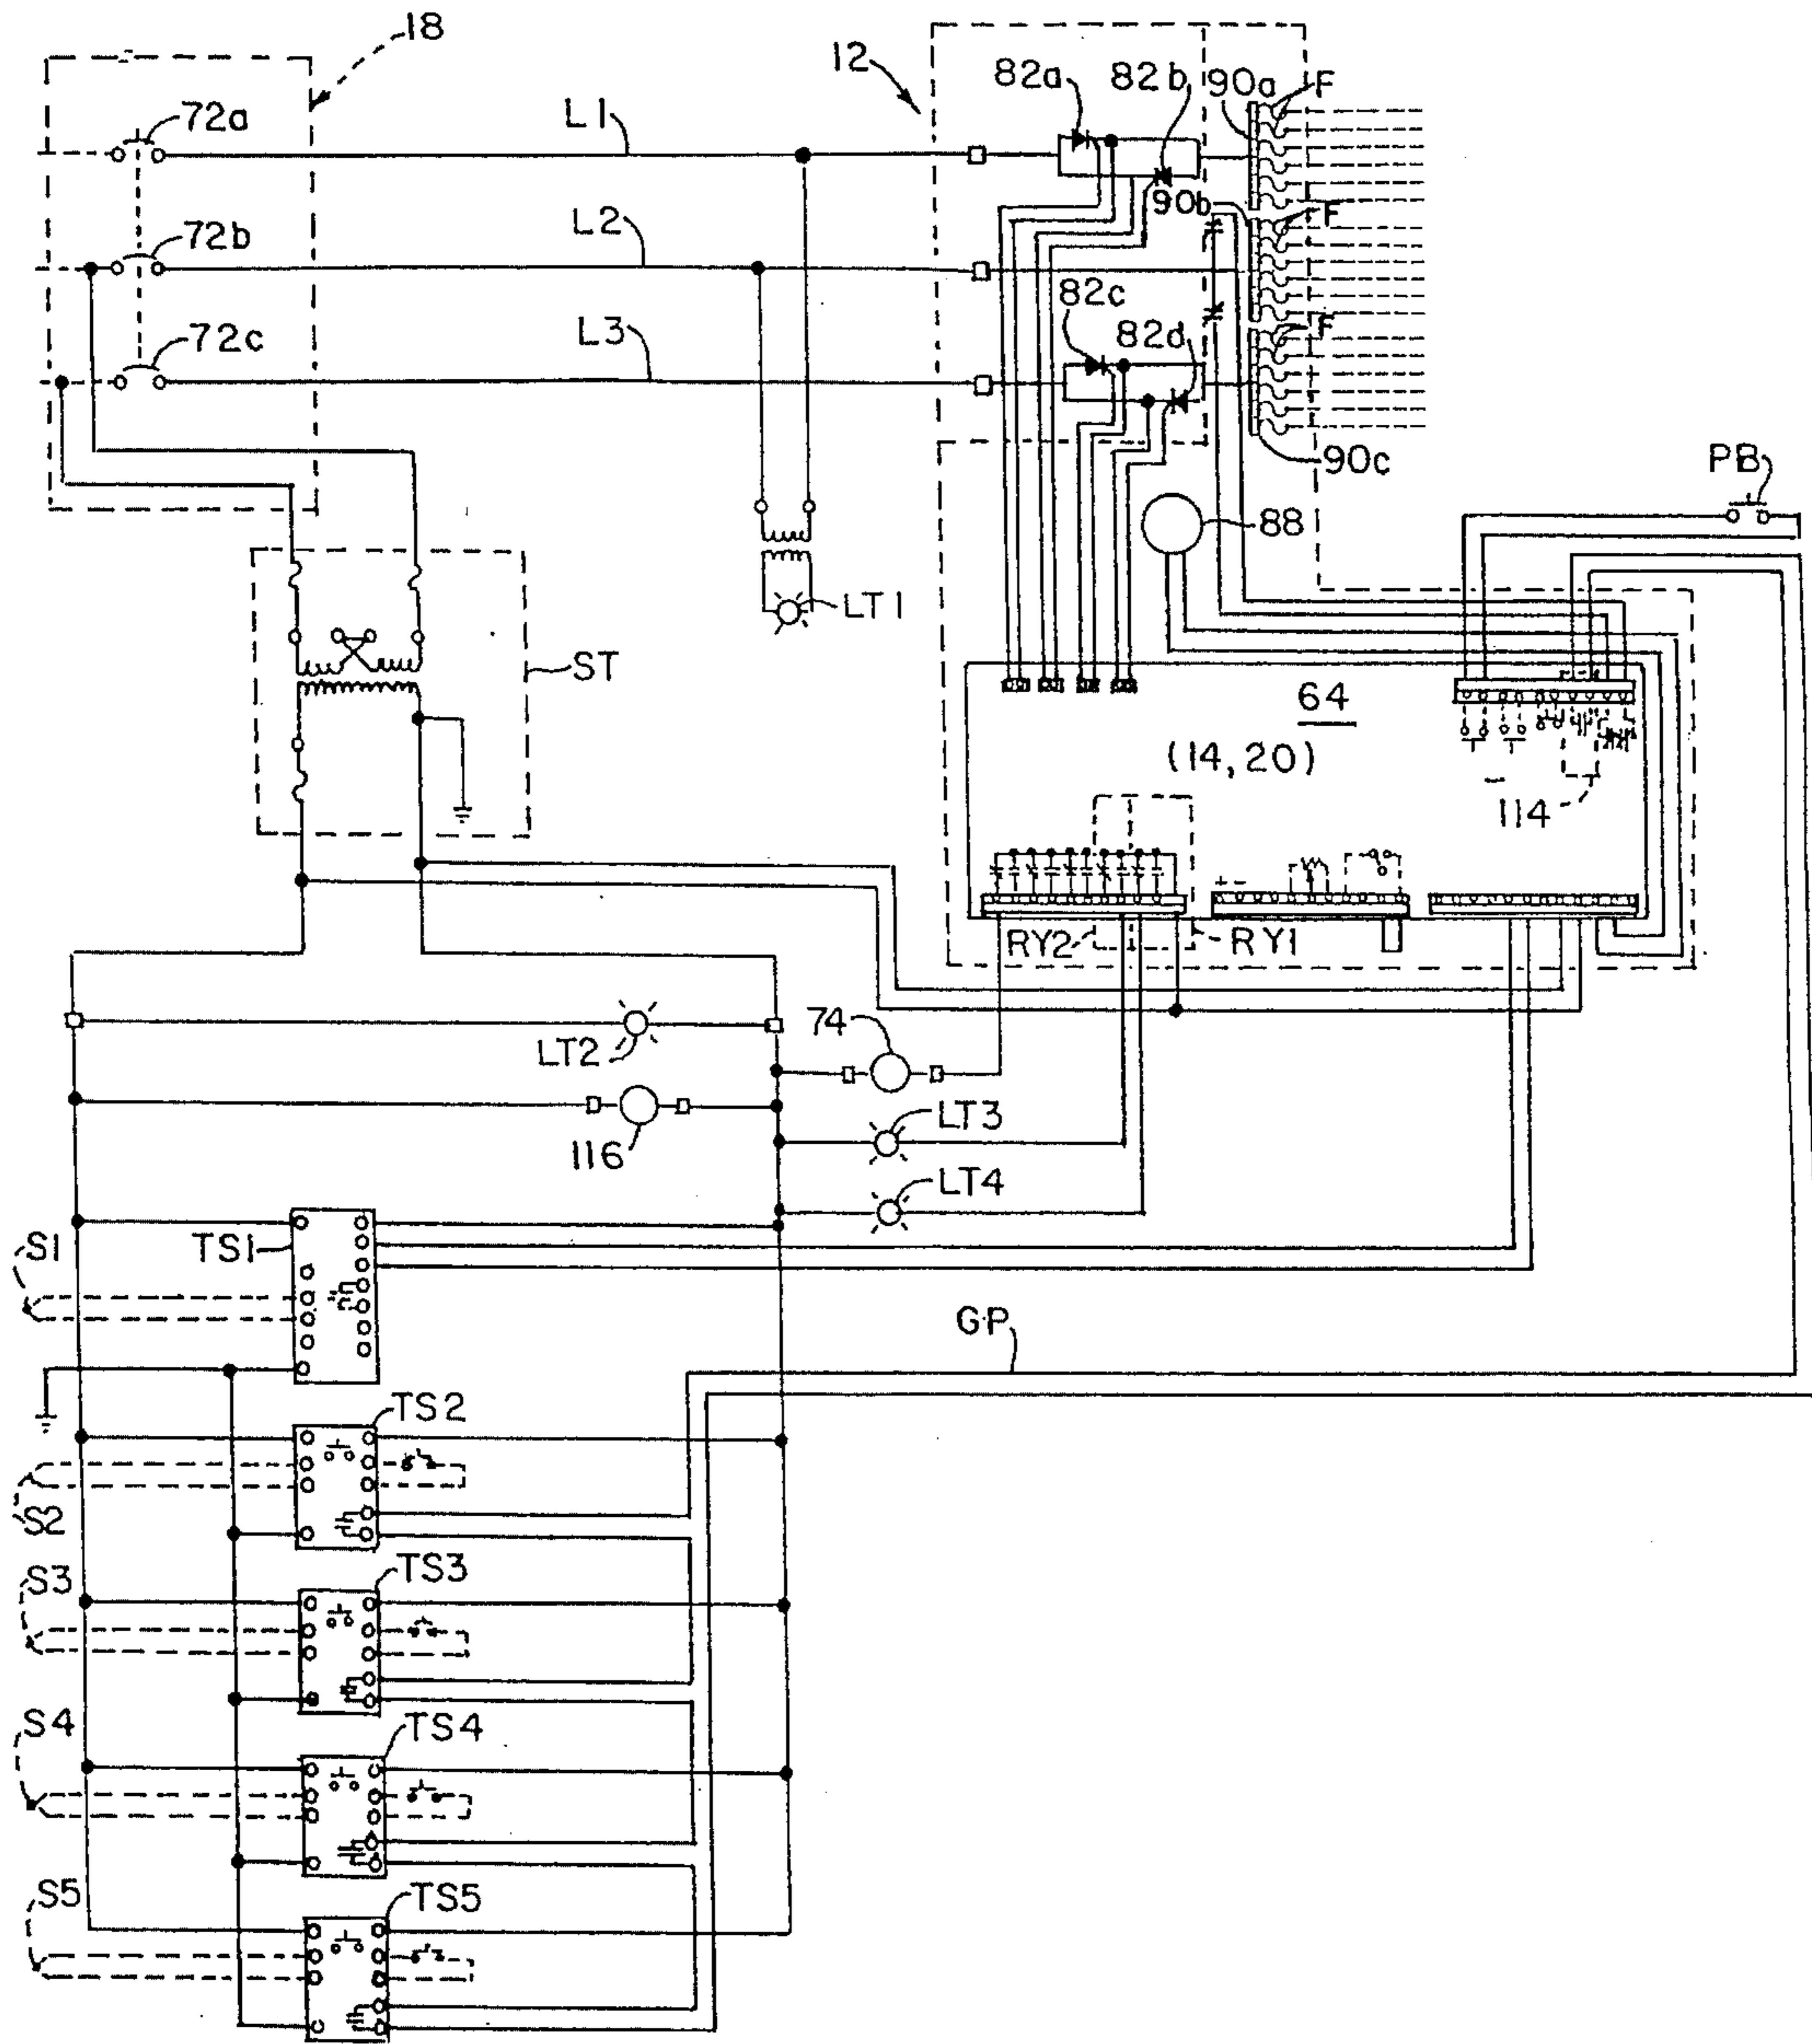 18
12
82a
82b
90a
F
72a
L1
90b
F
72b
L2
82c
F
72c
L3
82d
90c
PB
88
LT1
ST
64
(14, 20)
114
+ -
RY2
RY1
74
LT2
LT3
116
LT4
S1
TS1
GP
TS2
S2
TS3
S3
S4
TS4
S5
TS5